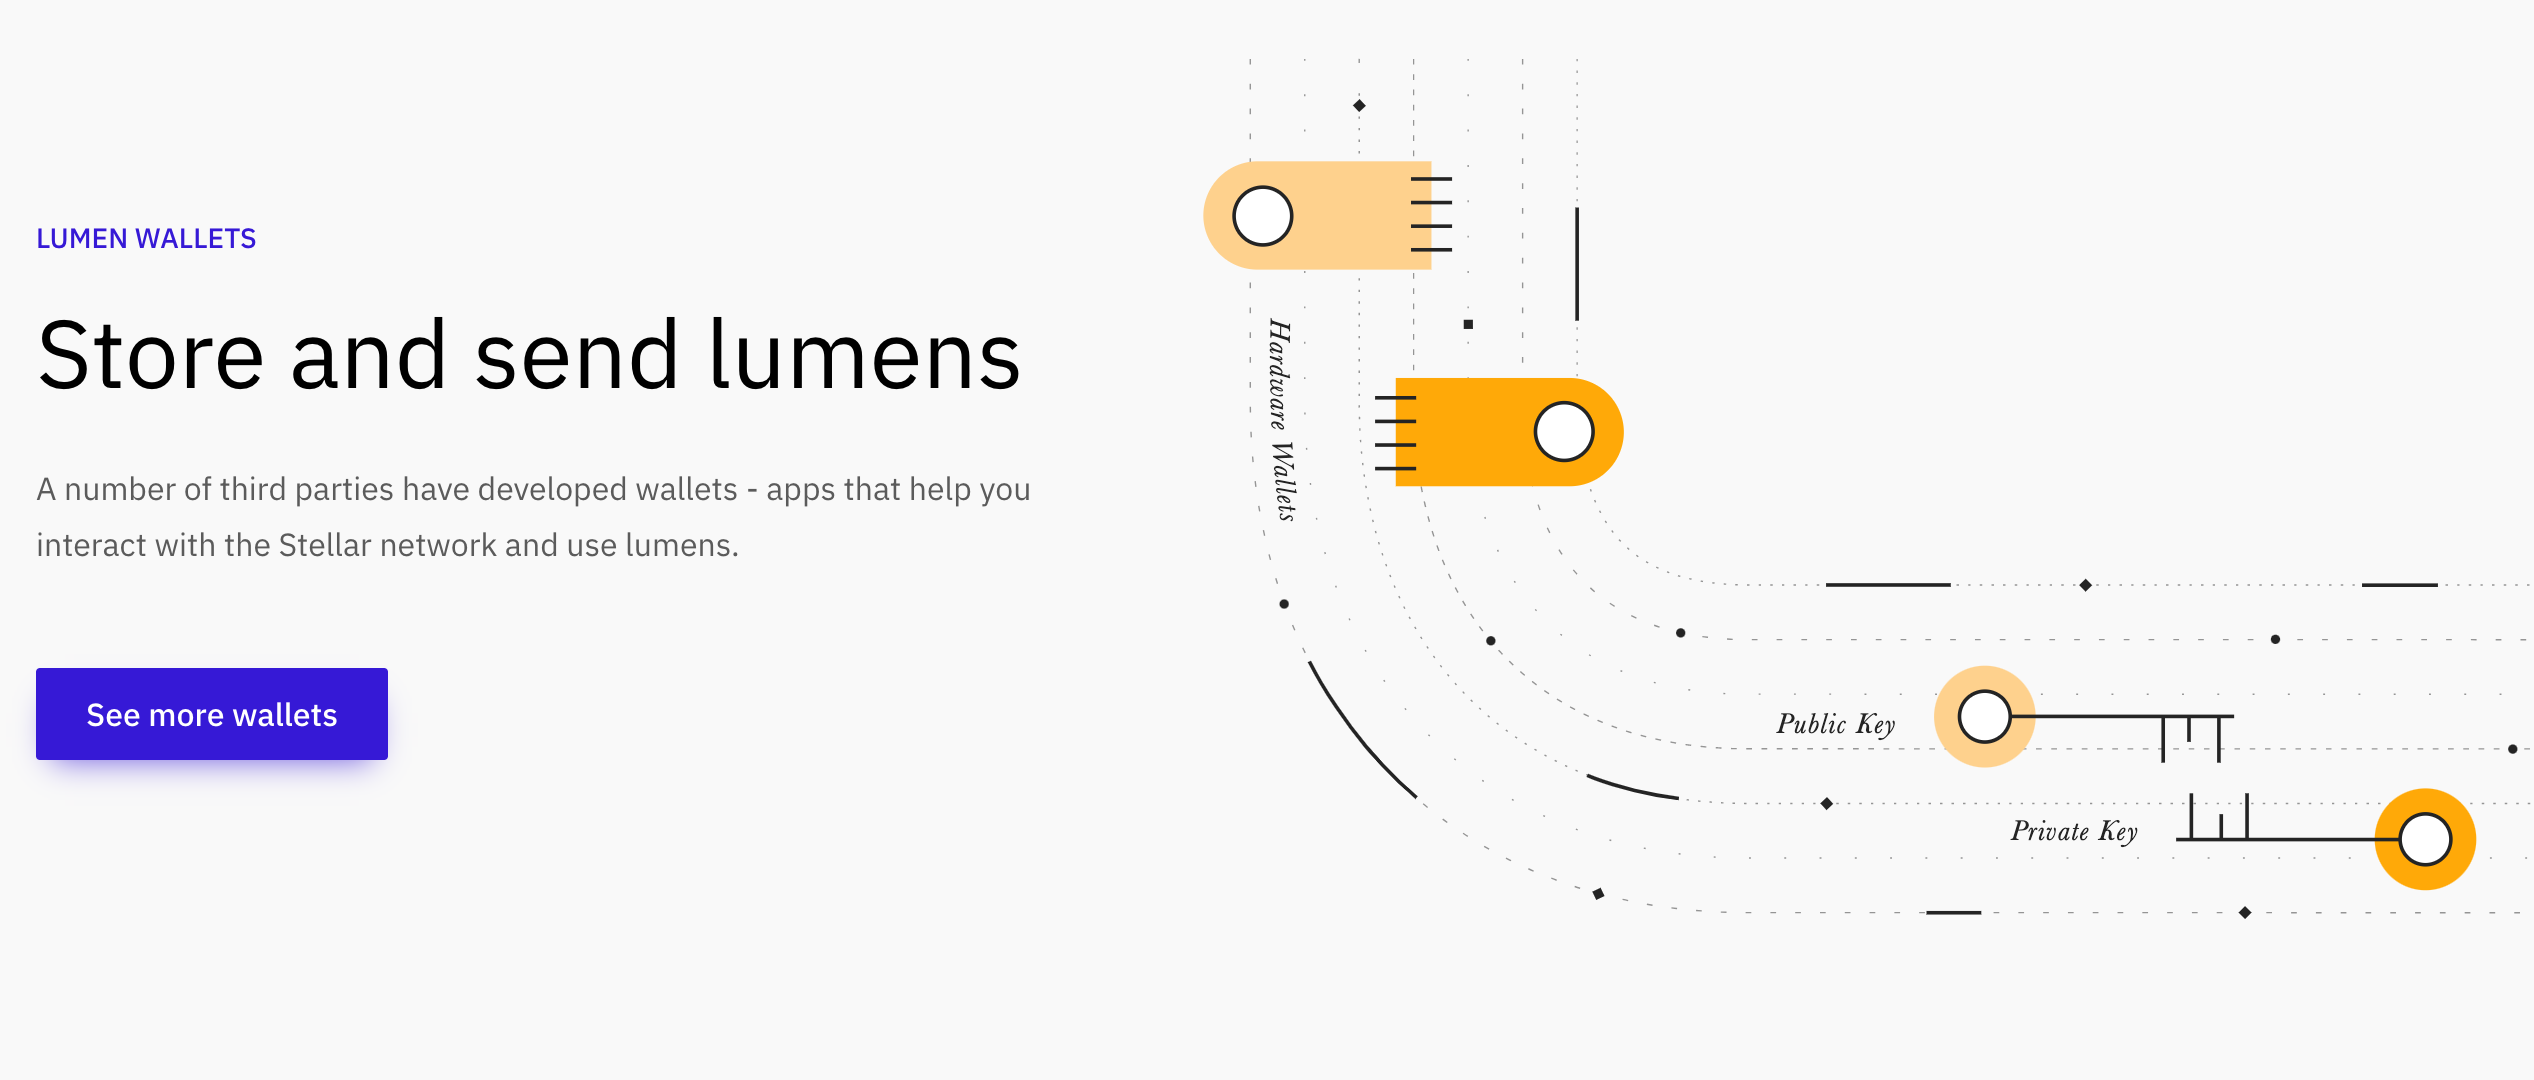 LUMEN WALLETS
Store and send lumens
A number of third parties have developed wallets - apps that help you
interact with the Stellar network and use lumens.
See more wallets
Hardware Wallets
Public Key
Private Key